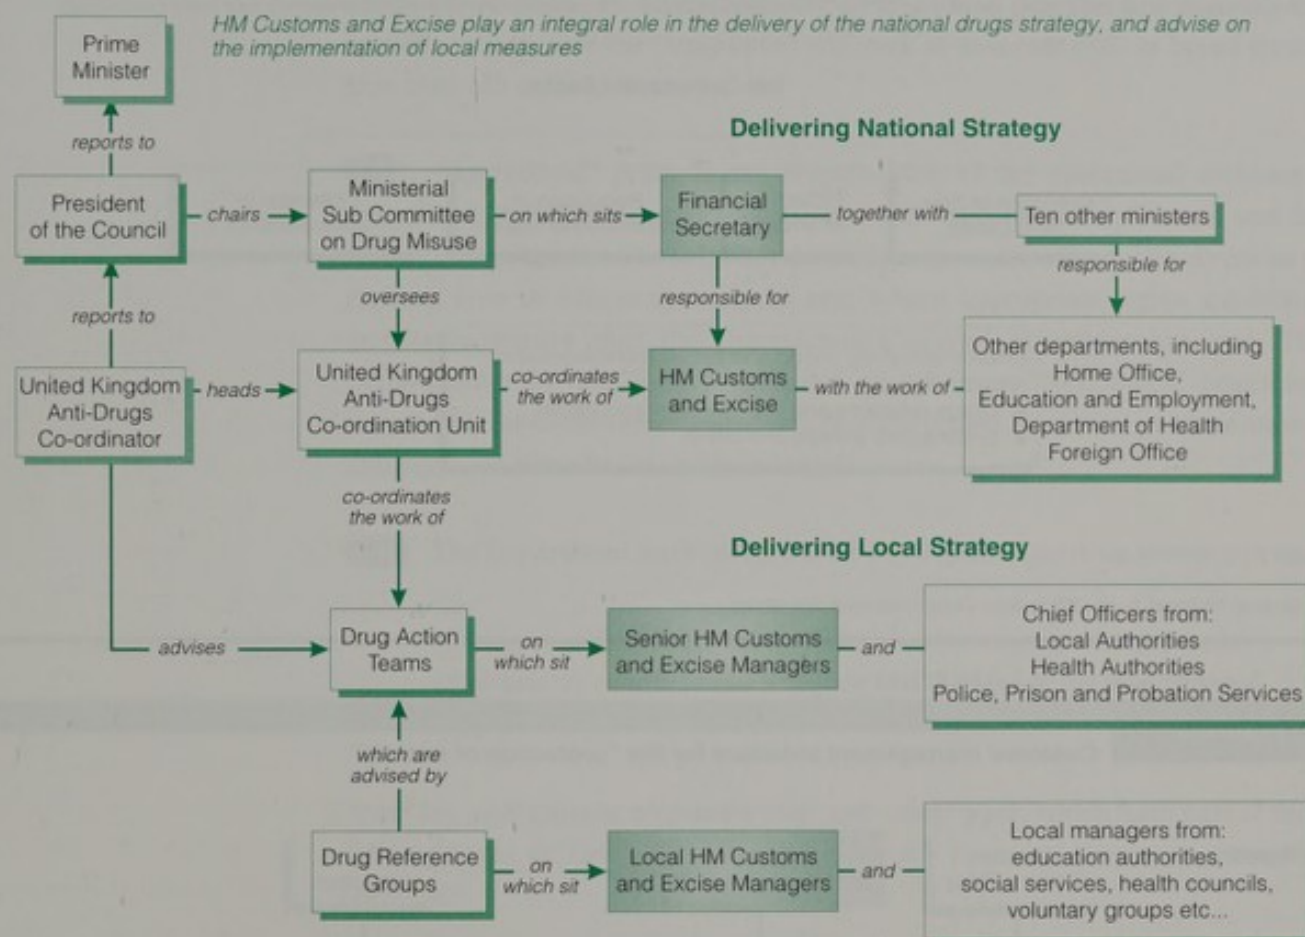 HM Customs and Excise play an integral role in the delivery of the national drugs strategy, and advise on
the implementation of local measures
Prime
Minister
reports to
Delivering National Strategy
President
of the Council
chairs
Ministerial
Sub Committee
on Drug Misuse
on which sits
Financial
Secretary
together with
Ten other ministers
reports to
oversees
responsible for
responsible for
United Kingdom
Anti-Drugs
Co-ordinator
heads
United Kingdom
Anti-Drugs
Co-ordination Unit
co-ordinates
the work of
HM Customs
and Excise
with the work of
Other departments, including
Home Office,
Education and Employment,
Department of Health
Foreign Office
co-ordinates
the work of
Delivering Local Strategy
advises
Drug Action
Teams
on
which sit
Senior HM Customs
and Excise Managers
and
Chief Officers from:
Local Authorities
Health Authorities
Police, Prison and Probation Services
which are
advised by
Drug Reference
Groups
on
which sit
Local HM Customs
and Excise Managers
and
Local managers from:
education authorities,
social services, health councils,
voluntary groups etc...